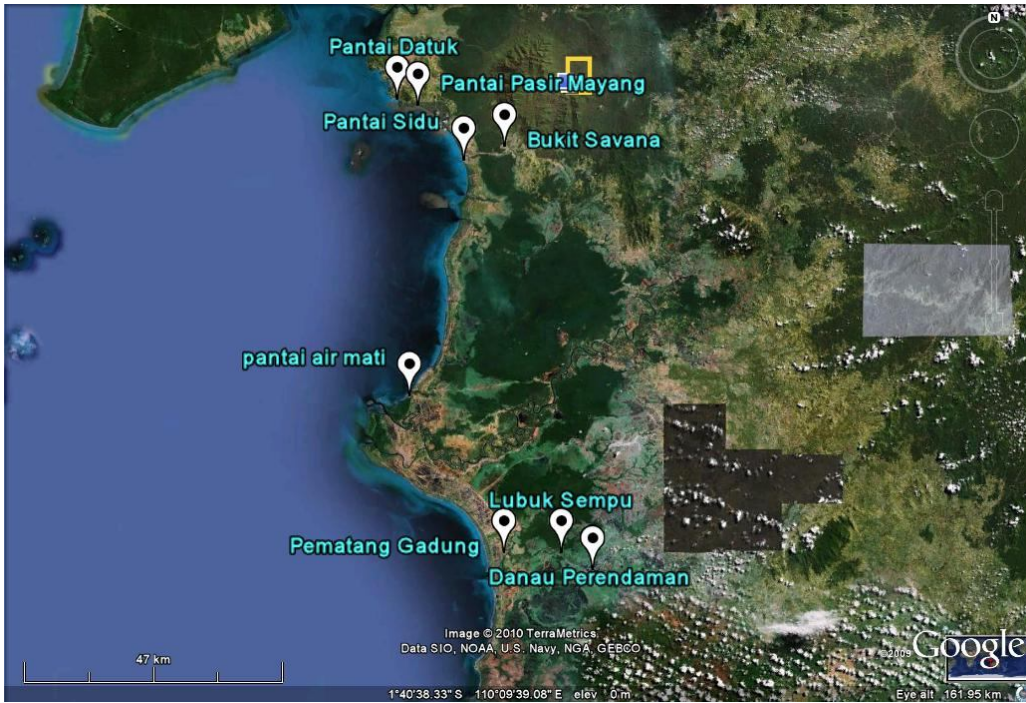 N
Pantai Datuk
Pantai Pasir Mayang
Pantai Sidu
Bukit Savana
pantai air mati
Lubuk Sempu
Pematang Gadung
Danau Perendaman
Image © 2010 TerraMetrics
Data SIO, NOAA, U.S. Navy, NGA, GEBCO
©2009 Google
47 km
1°40'38.33" S 110°09'39.08" E elev 0 m
Eye alt 161.95 km